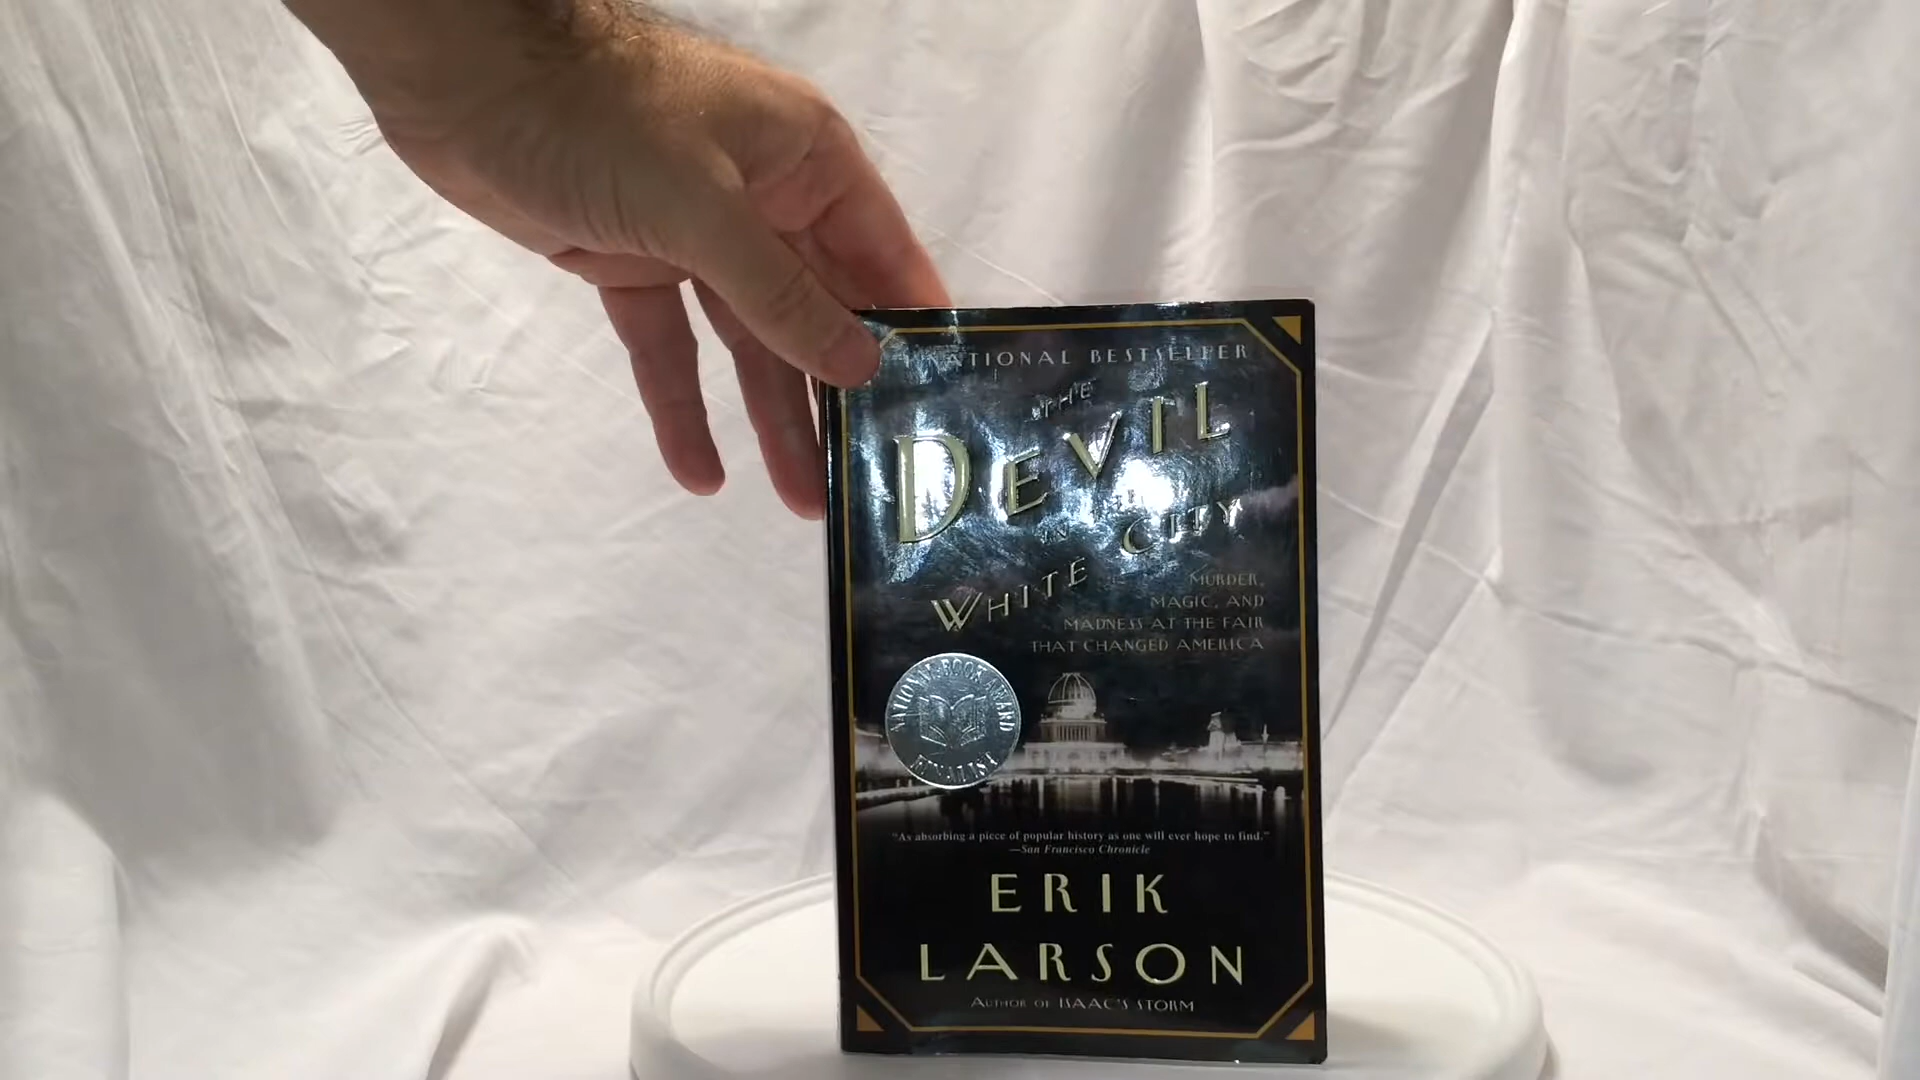 NATIONAL BESTSELLER
THE
DEVIL
IN THE
WHITE CITY
MURDER,
MAGIC, AND
MADNESS AT THE FAIR
THAT CHANGED AMERICA
NATIONAL BOOK AWARD
FINALIST
"As absorbing a piece of popular history as one will ever hope to find."
—San Francisco Chronicle
ERIK
LARSON
AUTHOR OF ISAAC'S STORM